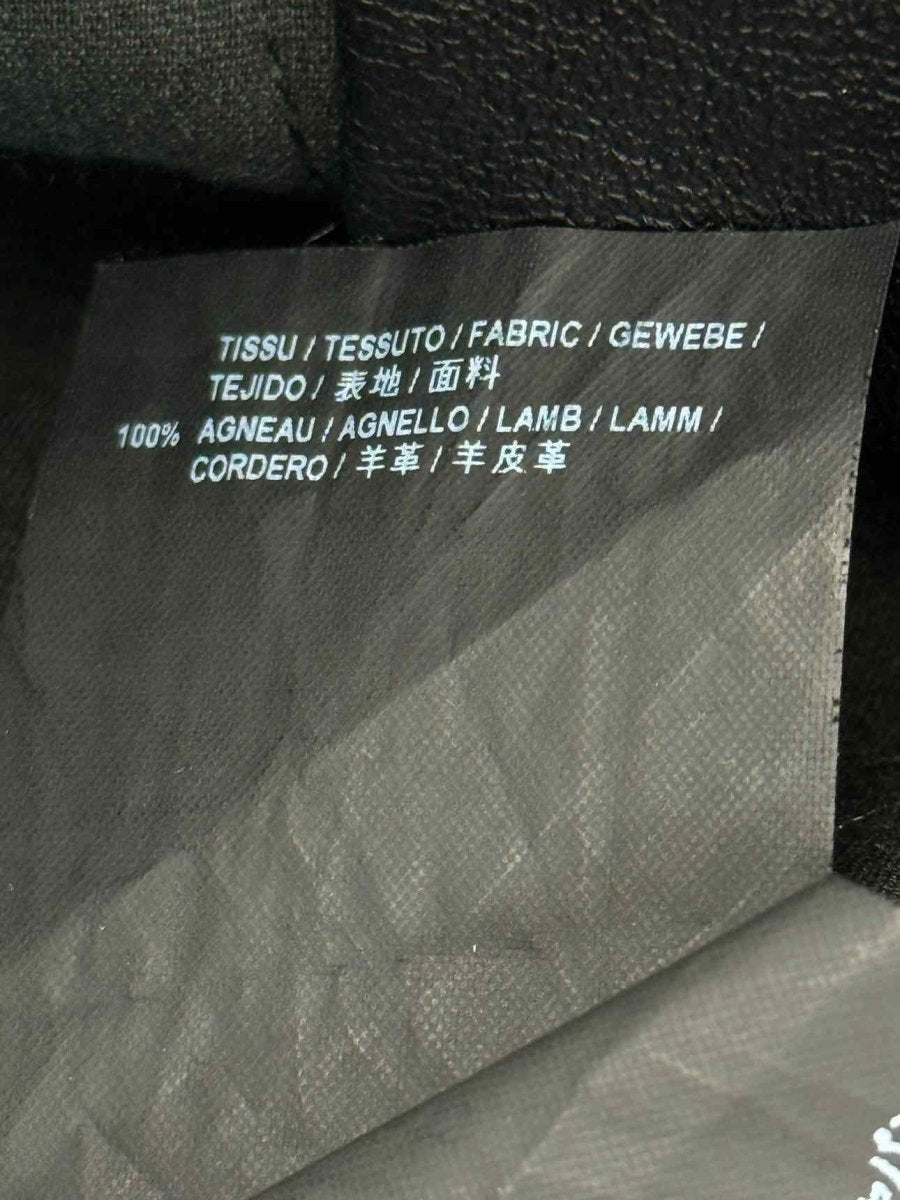 TISSU / TESSUTO / FABRIC / GEWEBE /
TEJIDO / 表地 / 面料
100% AGNEAU / AGNELLO / LAMB / LAMM /
CORDERO / 羊革 / 羊皮革